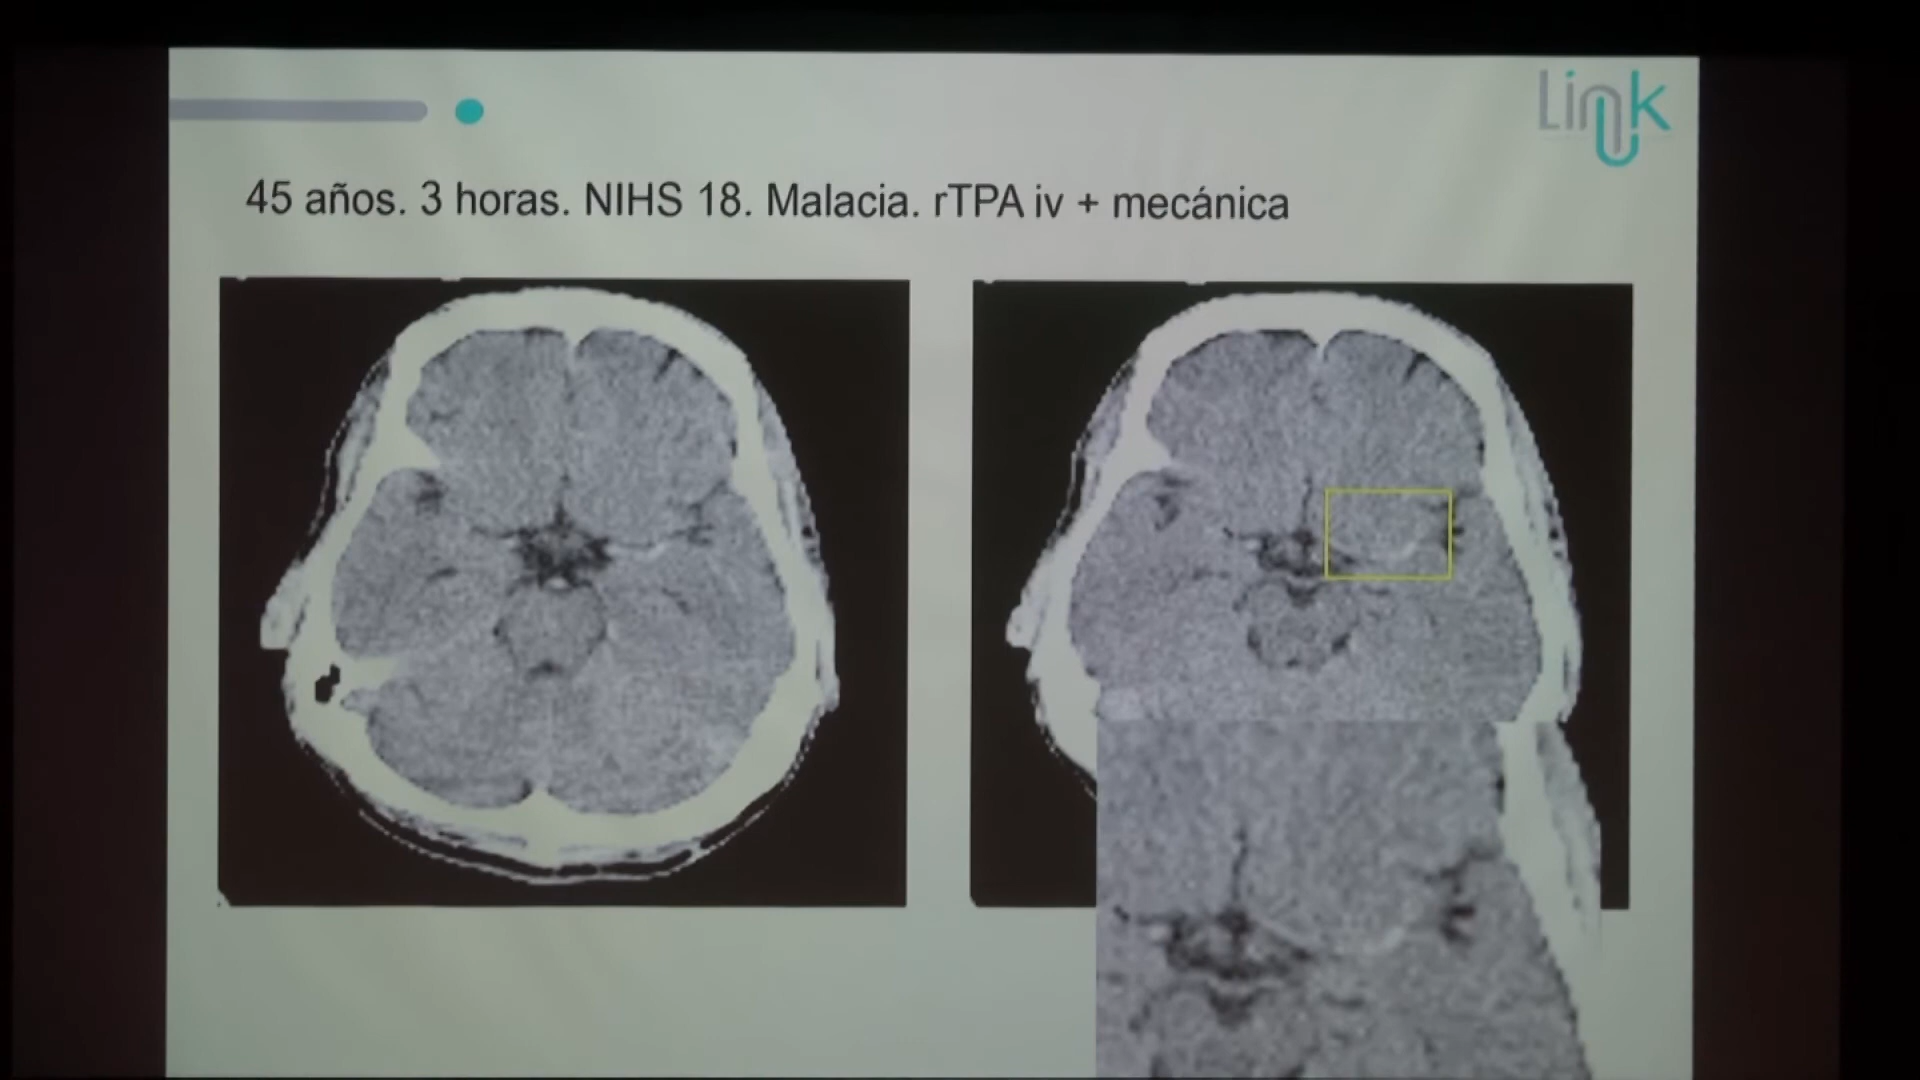 Link
45 años. 3 horas. NIHS 18. Malacia. rTPA iv + mecánica